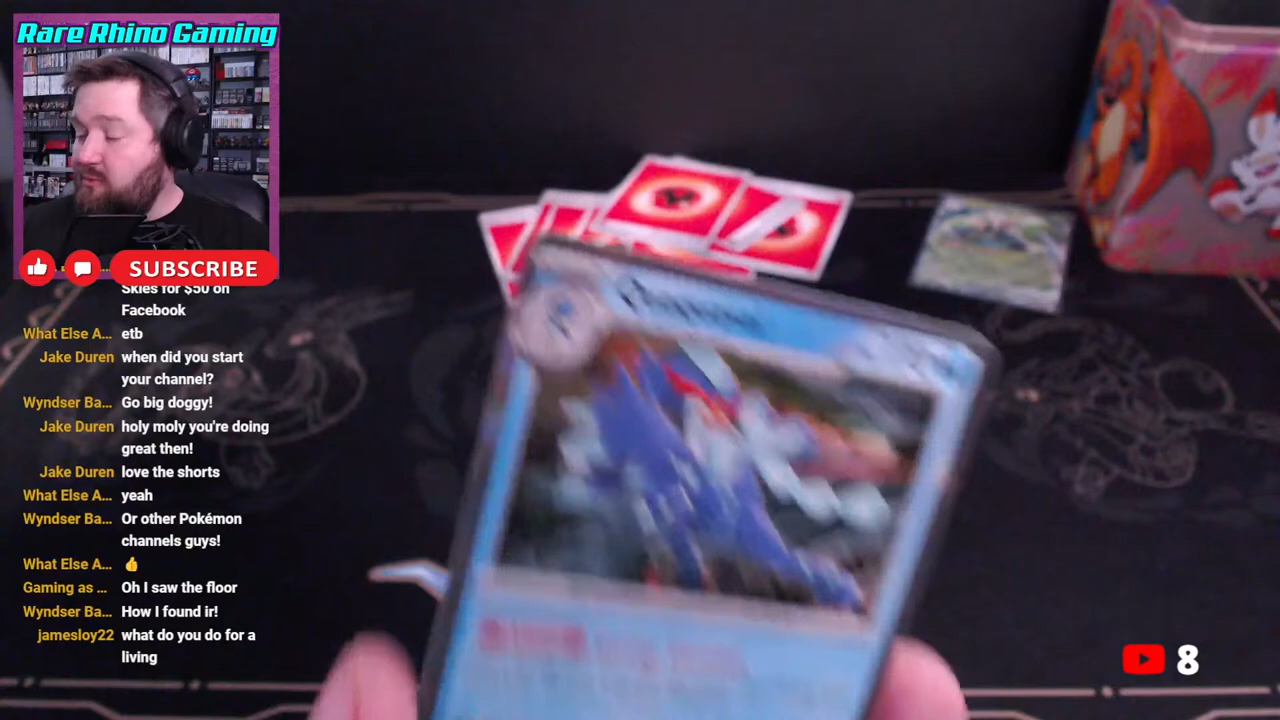 Rare Rhino Gaming
SUBSCRIBE
Skies for $50 on
Facebook
What Else A... etb
Jake Duren when did you start
your channel?
Wyndser Ba... Go big doggy!
Jake Duren holy moly you're doing
great then!
Jake Duren love the shorts
What Else A... yeah
Wyndser Ba... Or other Pokémon
channels guys!
What Else A... 👍
Gaming as ... Oh I saw the floor
Wyndser Ba... How I found ir!
jamesloy22 what do you do for a
living
8